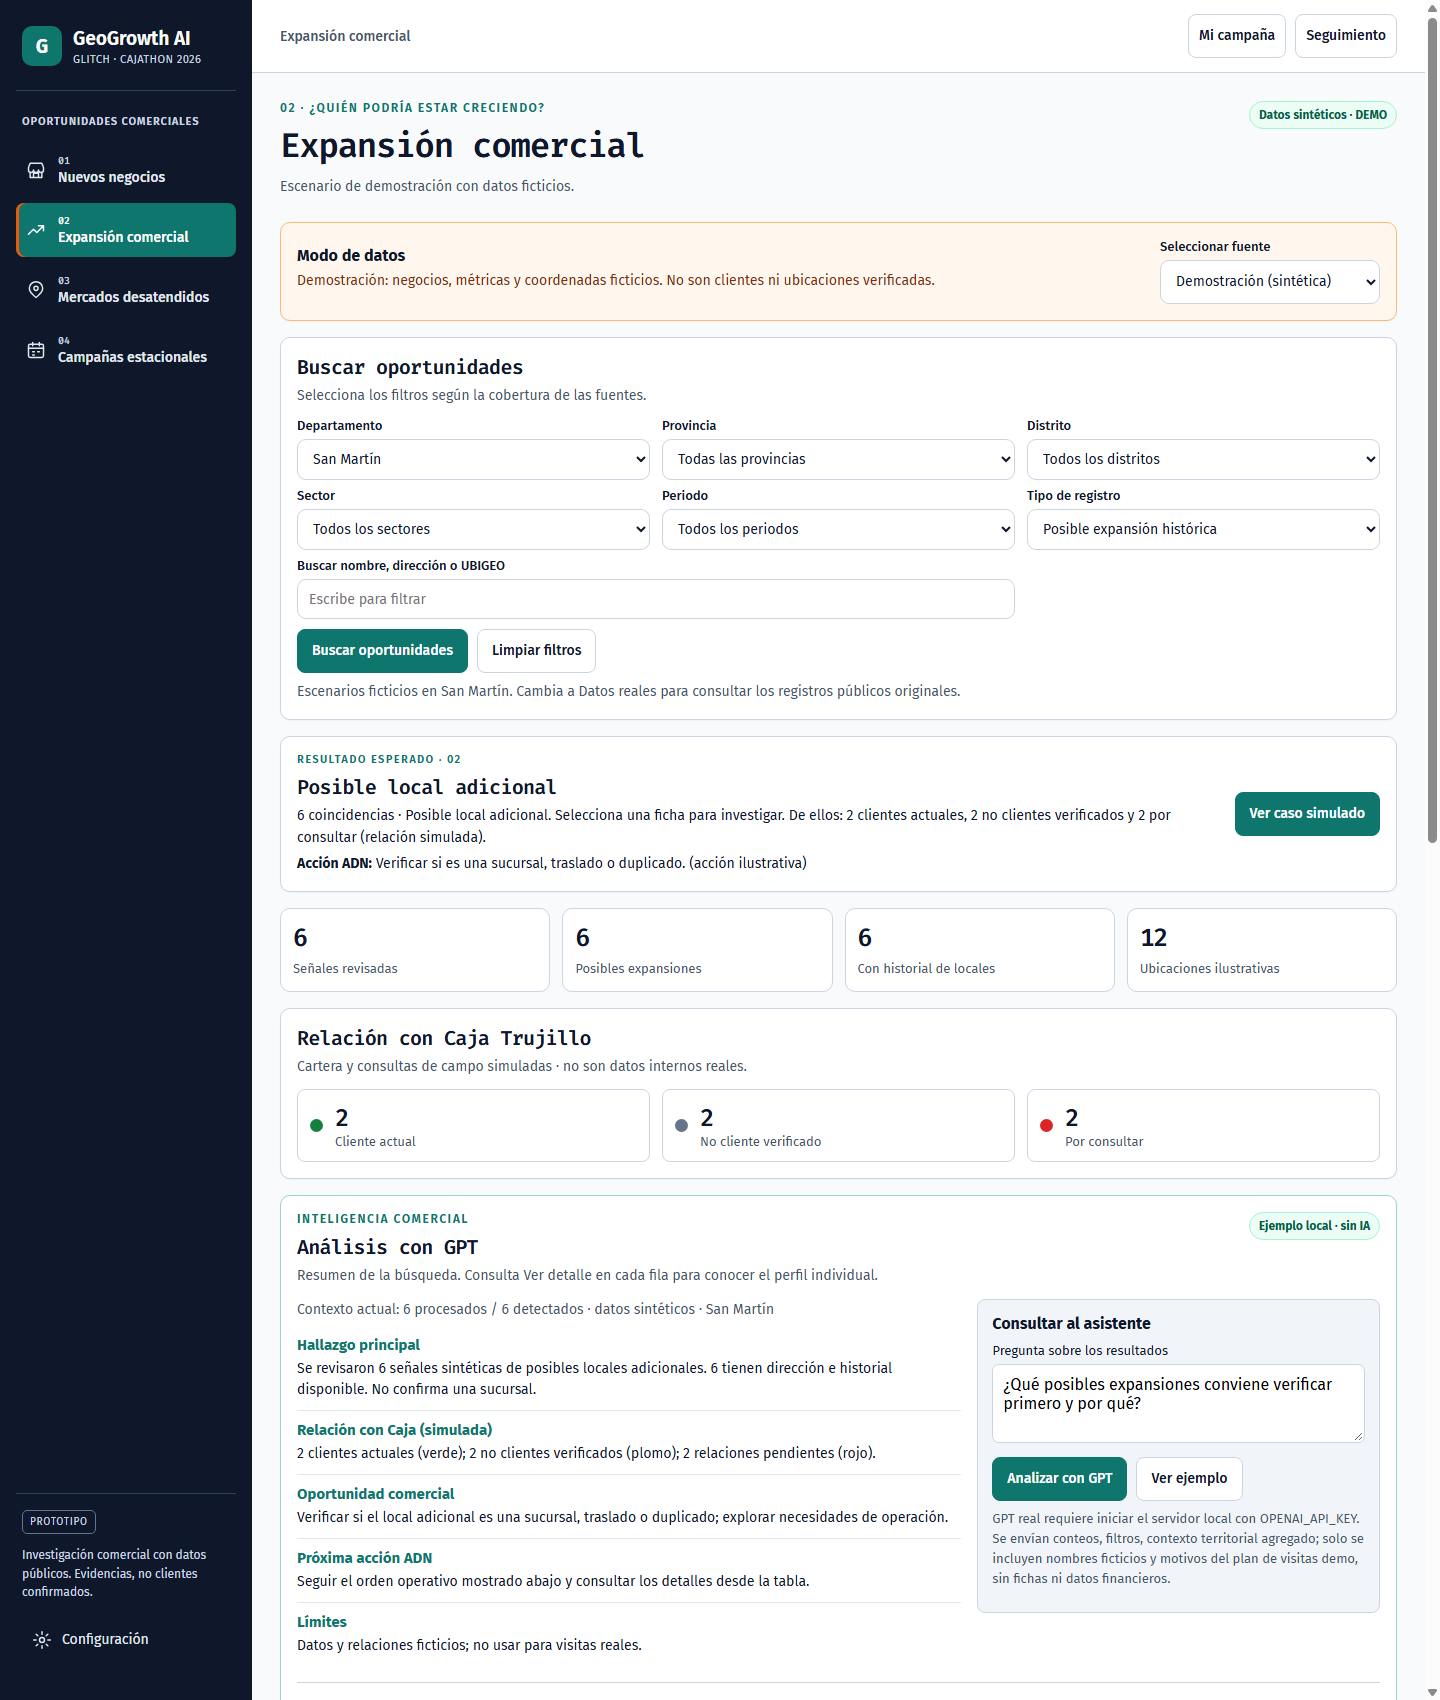 G
GeoGrowth AI
GLITCH · CAJATHON 2026
OPORTUNIDADES COMERCIALES
01
Nuevos negocios
02
Expansión comercial
03
Mercados desatendidos
04
Campañas estacionales
PROTOTIPO
Investigación comercial con datos
públicos. Evidencias, no clientes
confirmados.
Configuración
Expansión comercial
Mi campaña
Seguimiento
02 · ¿QUIÉN PODRÍA ESTAR CRECIENDO?
Datos sintéticos · DEMO
Expansión comercial
Escenario de demostración con datos ficticios.
Modo de datos
Demostración: negocios, métricas y coordenadas ficticios. No son clientes ni ubicaciones verificadas.
Seleccionar fuente
Demostración (sintética)
Buscar oportunidades
Selecciona los filtros según la cobertura de las fuentes.
Departamento
Provincia
Distrito
San Martín
Todas las provincias
Todos los distritos
Sector
Periodo
Tipo de registro
Todos los sectores
Todos los periodos
Posible expansión histórica
Buscar nombre, dirección o UBIGEO
Escribe para filtrar
Buscar oportunidades
Limpiar filtros
Escenarios ficticios en San Martín. Cambia a Datos reales para consultar los registros públicos originales.
RESULTADO ESPERADO · 02
Posible local adicional
6 coincidencias · Posible local adicional. Selecciona una ficha para investigar. De ellos: 2 clientes actuales, 2 no clientes verificados y 2 por
consultar (relación simulada).
Acción ADN: Verificar si es una sucursal, traslado o duplicado. (acción ilustrativa)
Ver caso simulado
6
Señales revisadas
6
Posibles expansiones
6
Con historial de locales
12
Ubicaciones ilustrativas
Relación con Caja Trujillo
Cartera y consultas de campo simuladas · no son datos internos reales.
2
Cliente actual
2
No cliente verificado
2
Por consultar
INTELIGENCIA COMERCIAL
Ejemplo local · sin IA
Análisis con GPT
Resumen de la búsqueda. Consulta Ver detalle en cada fila para conocer el perfil individual.
Contexto actual: 6 procesados / 6 detectados · datos sintéticos · San Martín
Hallazgo principal
Se revisaron 6 señales sintéticas de posibles locales adicionales. 6 tienen dirección e historial
disponible. No confirma una sucursal.
Relación con Caja (simulada)
2 clientes actuales (verde); 2 no clientes verificados (plomo); 2 relaciones pendientes (rojo).
Oportunidad comercial
Verificar si el local adicional es una sucursal, traslado o duplicado; explorar necesidades de operación.
Próxima acción ADN
Seguir el orden operativo mostrado abajo y consultar los detalles desde la tabla.
Límites
Datos y relaciones ficticios; no usar para visitas reales.
Consultar al asistente
Pregunta sobre los resultados
¿Qué posibles expansiones conviene verificar
primero y por qué?
Analizar con GPT
Ver ejemplo
GPT real requiere iniciar el servidor local con OPENAI_API_KEY.
Se envían conteos, filtros, contexto territorial agregado; solo se
incluyen nombres ficticios y motivos del plan de visitas demo,
sin fichas ni datos financieros.